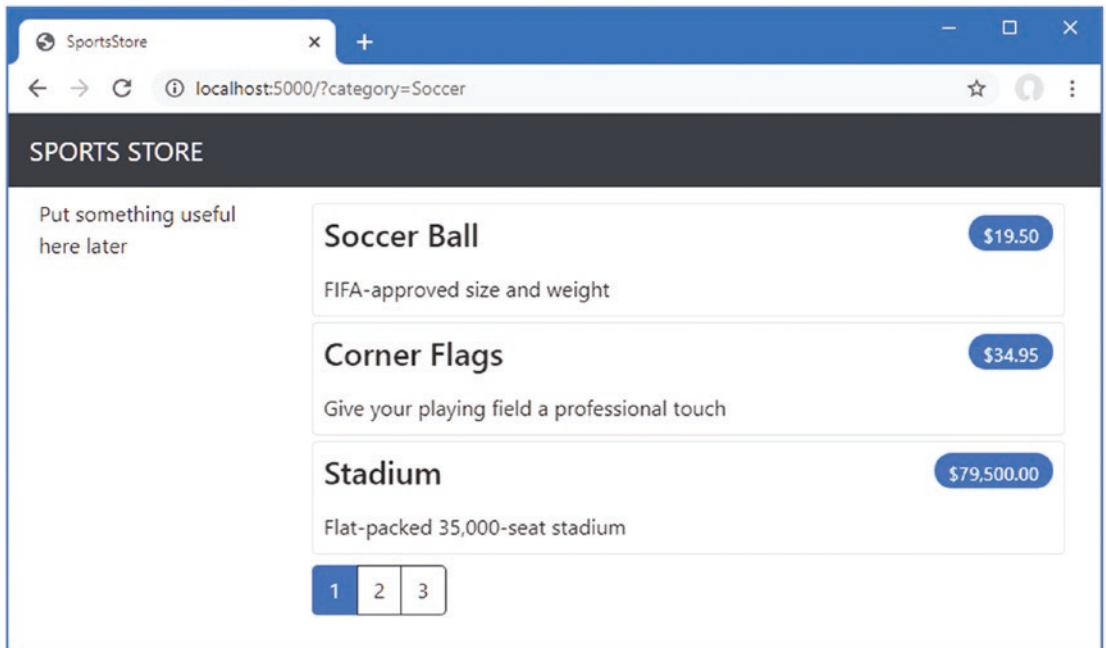 SportsStore
localhost:5000/?category=Soccer
SPORTS STORE
Put something useful
here later
Soccer Ball
$19.50
FIFA-approved size and weight
Corner Flags
$34.95
Give your playing field a professional touch
Stadium
$79,500.00
Flat-packed 35,000-seat stadium
1 2 3